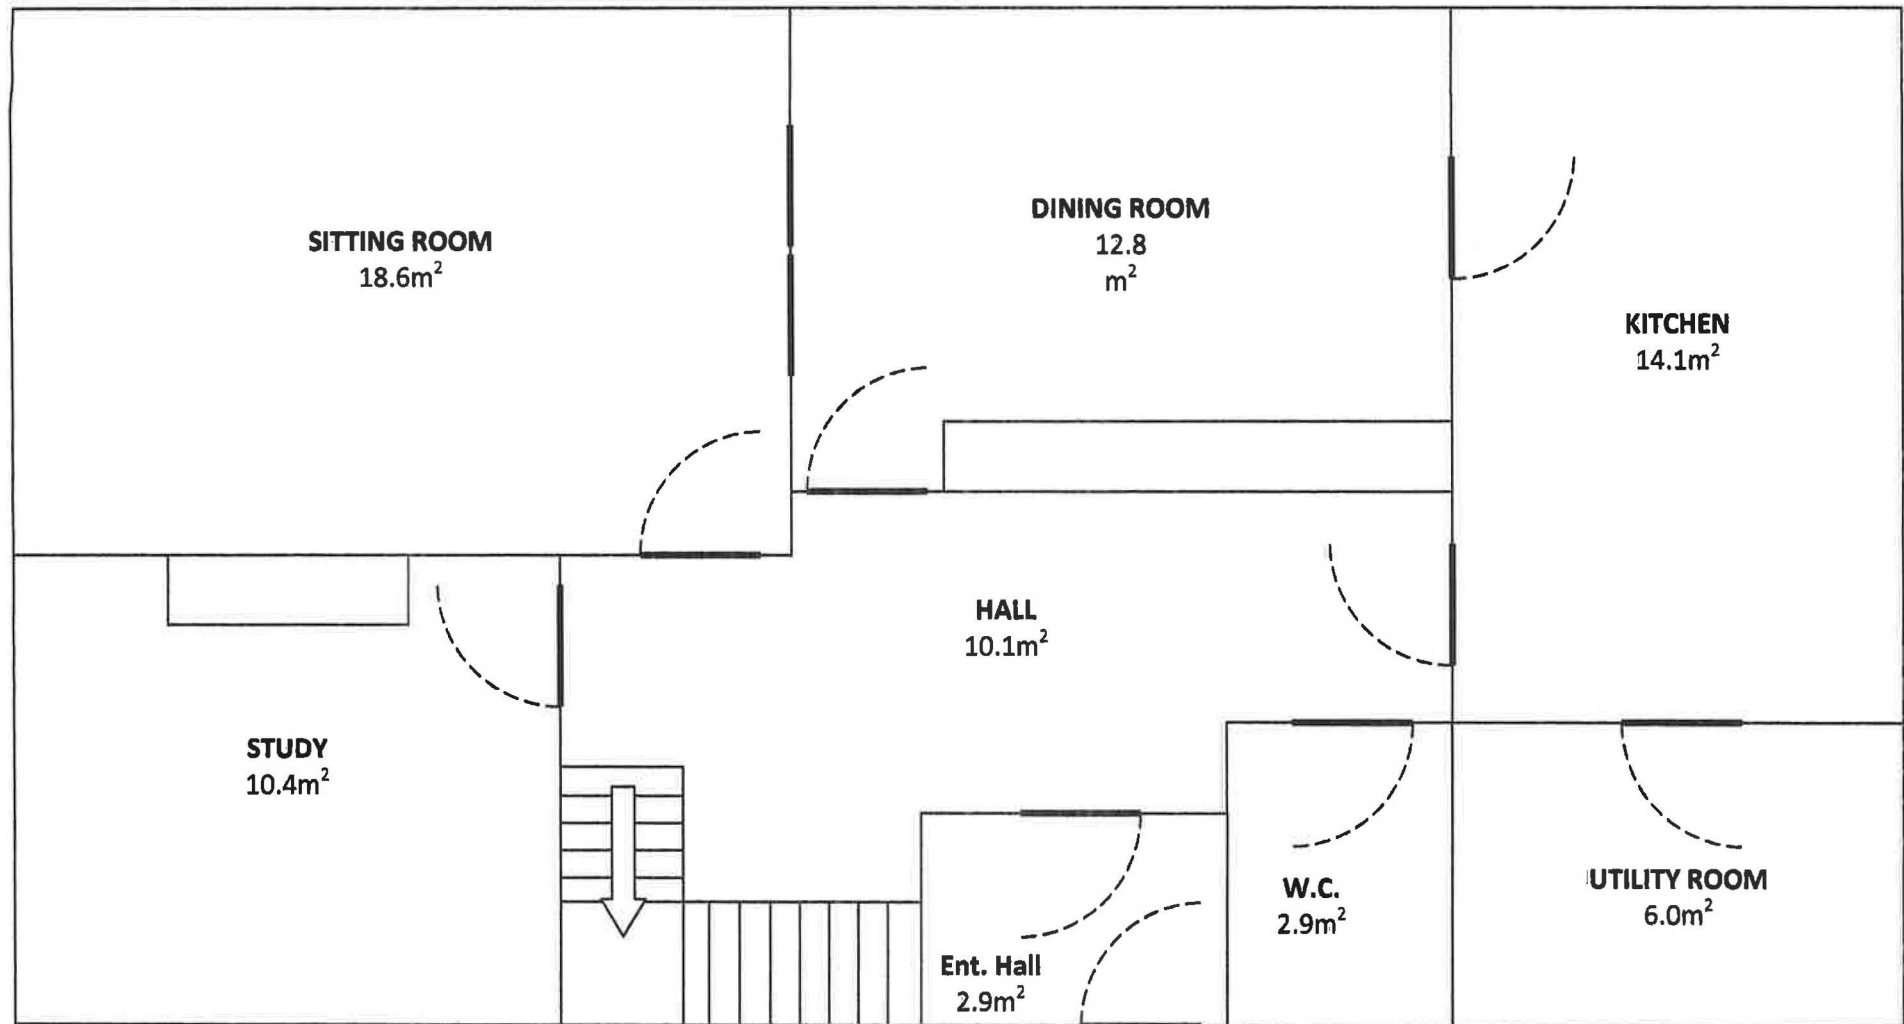 SITTING ROOM
18.6m²
DINING ROOM
12.8
m²
KITCHEN
14.1m²
HALL
10.1m²
STUDY
10.4m²
Ent. Hall
2.9m²
W.C.
2.9m²
UTILITY ROOM
6.0m²